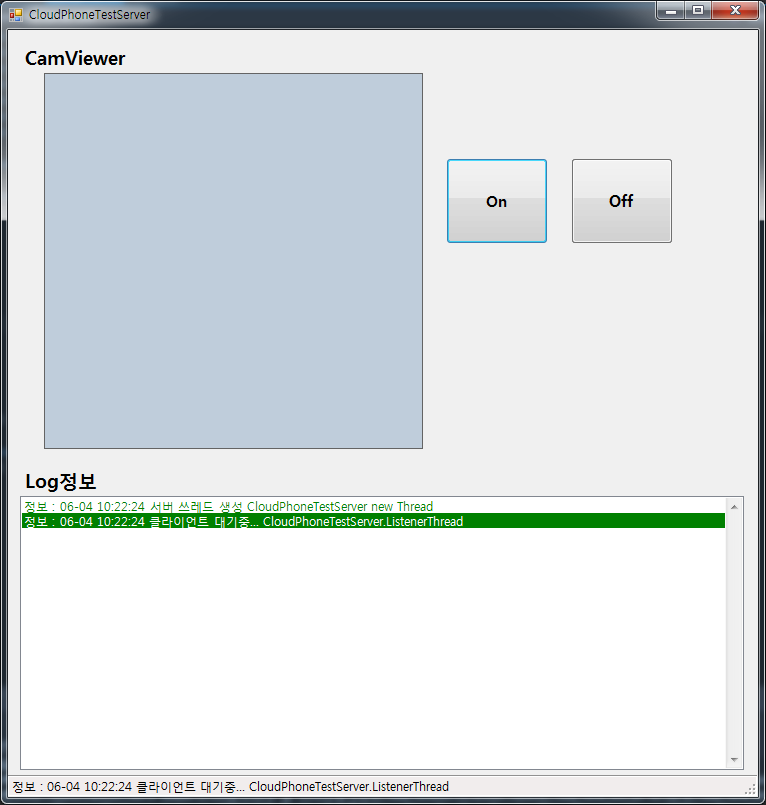 CloudPhoneTestServer
CamViewer
On
Off
Log정보
정보 : 06-04 10:22:24 서버 쓰레드 생성 CloudPhoneTestServer new Thread
정보 : 06-04 10:22:24 클라이언트 대기중... CloudPhoneTestServer.ListenerThread
정보 : 06-04 10:22:24 클라이언트 대기중... CloudPhoneTestServer.ListenerThread